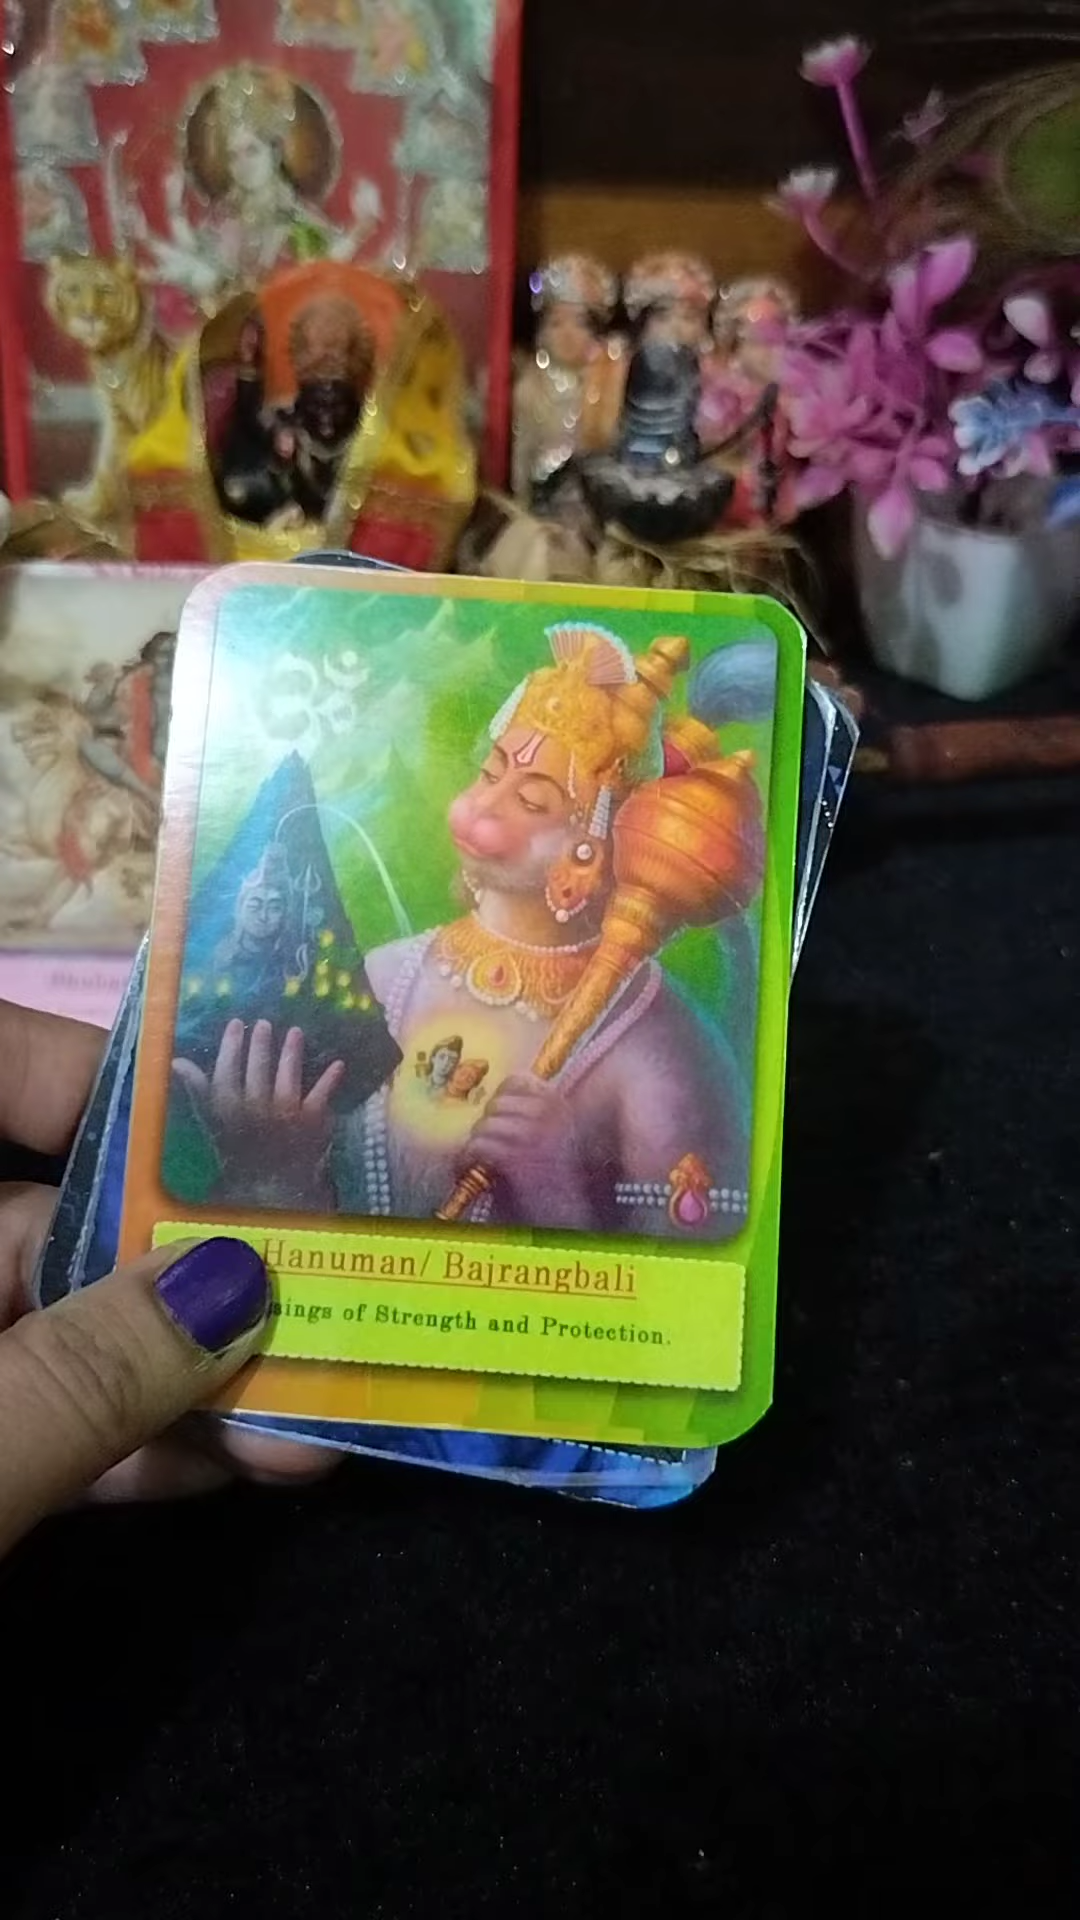 ॐ
Hanuman/ Bajrangbali
sings of Strength and Protection.